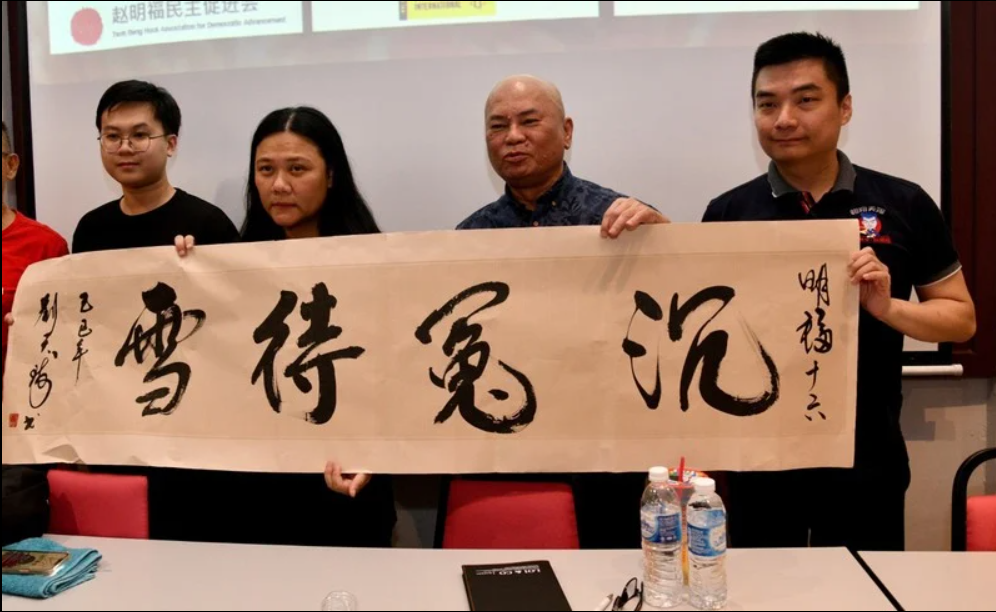 赵明福民主促进会
Teoh Beng Hock Association for Democratic Advancement
INTERNATIONAL
明福十六
沉冤待雪
乙巳年